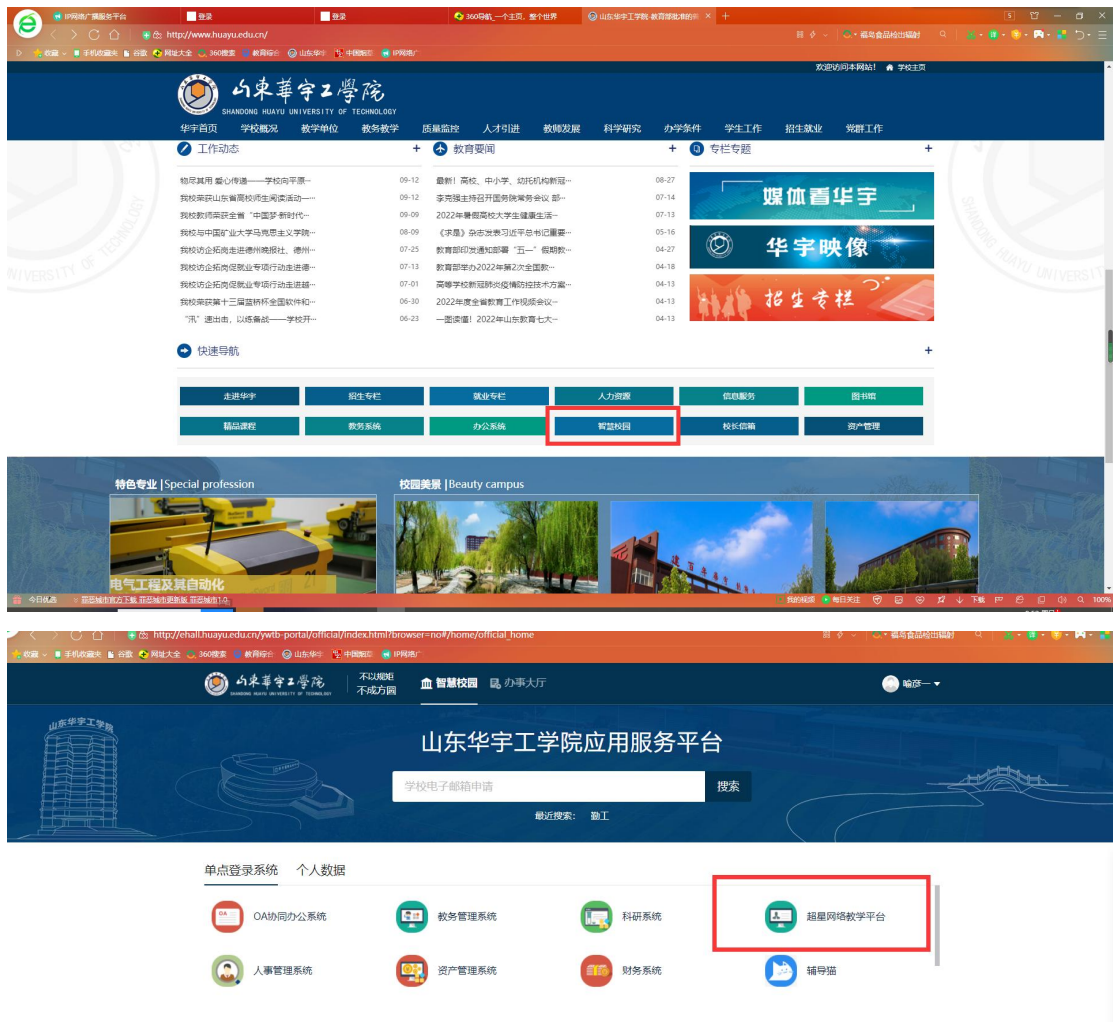 IP网络广播服务平台
登录
登录
360导航_一个主页，整个世界
山东华宇工学院-教育部批准的
http://www.huayu.edu.cn/
福岛食品检出辐射
收藏
手机收藏夹
谷歌
网址大全
360搜索
教育综合
山东华宇
IP网络广
欢迎访问本网站！
学校主页
山东华宇工学院
SHANDONG HUAYU UNIVERSITY OF TECHNOLOGY
华宇首页 学校概况 教学单位 教务教学 质量监控 人才引进 教师发展 科学研究 办学条件 学生工作 招生就业 党群工作
工作动态 +
教育要闻 +
专栏专题 +
物尽其用 爱心传递——学校向平原… 09-12
我校荣获山东省高校师生阅读活动—… 09-12
我校教师荣获全省“中国梦·新时代… 09-09
我校与中国矿业大学马克思主义学院… 08-09
我校访企拓岗走进德州晚报社、德州… 07-25
我校访企拓岗促就业专项行动走进德… 07-13
我校访企拓岗促就业专项行动走进越… 07-01
我校荣获第十三届蓝桥杯全国软件和… 06-30
“汛”速出击，以练备战——学校开… 06-23
最新！高校、中小学、幼托机构新冠… 08-27
李克强主持召开国务院常务会议 部… 07-14
2022年暑假高校大学生健康生活… 07-13
《求是》杂志发表习近平总书记重要… 05-16
教育部印发通知部署“五一”假期教… 04-27
教育部举办2022年第2次全国教… 04-18
高等学校新冠肺炎疫情防控技术方案… 04-13
2022年度全省教育工作视频会议… 04-13
一图读懂！2022年山东教育七大… 04-13
媒体看华宇
华宇映像
招生专栏
快速导航 +
走进华宇 招生专栏 就业专栏 人力资源 信息服务 图书馆
精品课程 教务系统 办公系统 智慧校园 校长信箱 资产管理
特色专业 |Special profession
校园美景 |Beauty campus
电气工程及其自动化
今日优选
我的视频
每日关注
下载
100%
http://ehall.huayu.edu.cn/ywtb-portal/official/index.html?browser=no#/home/official_home
福岛食品检出辐射
收藏
手机收藏夹
谷歌
网址大全
360搜索
教育综合
山东华宇
IP网络广
山东华宇工学院
不以规矩
不成方圆
智慧校园
办事大厅
喻彦一
山东华宇工学院
山东华宇工学院应用服务平台
学校电子邮箱申请
搜索
最近搜索： 勤工
单点登录系统 个人数据
OA协同办公系统
教务管理系统
科研系统
超星网络教学平台
人事管理系统
资产管理系统
财务系统
辅导猫